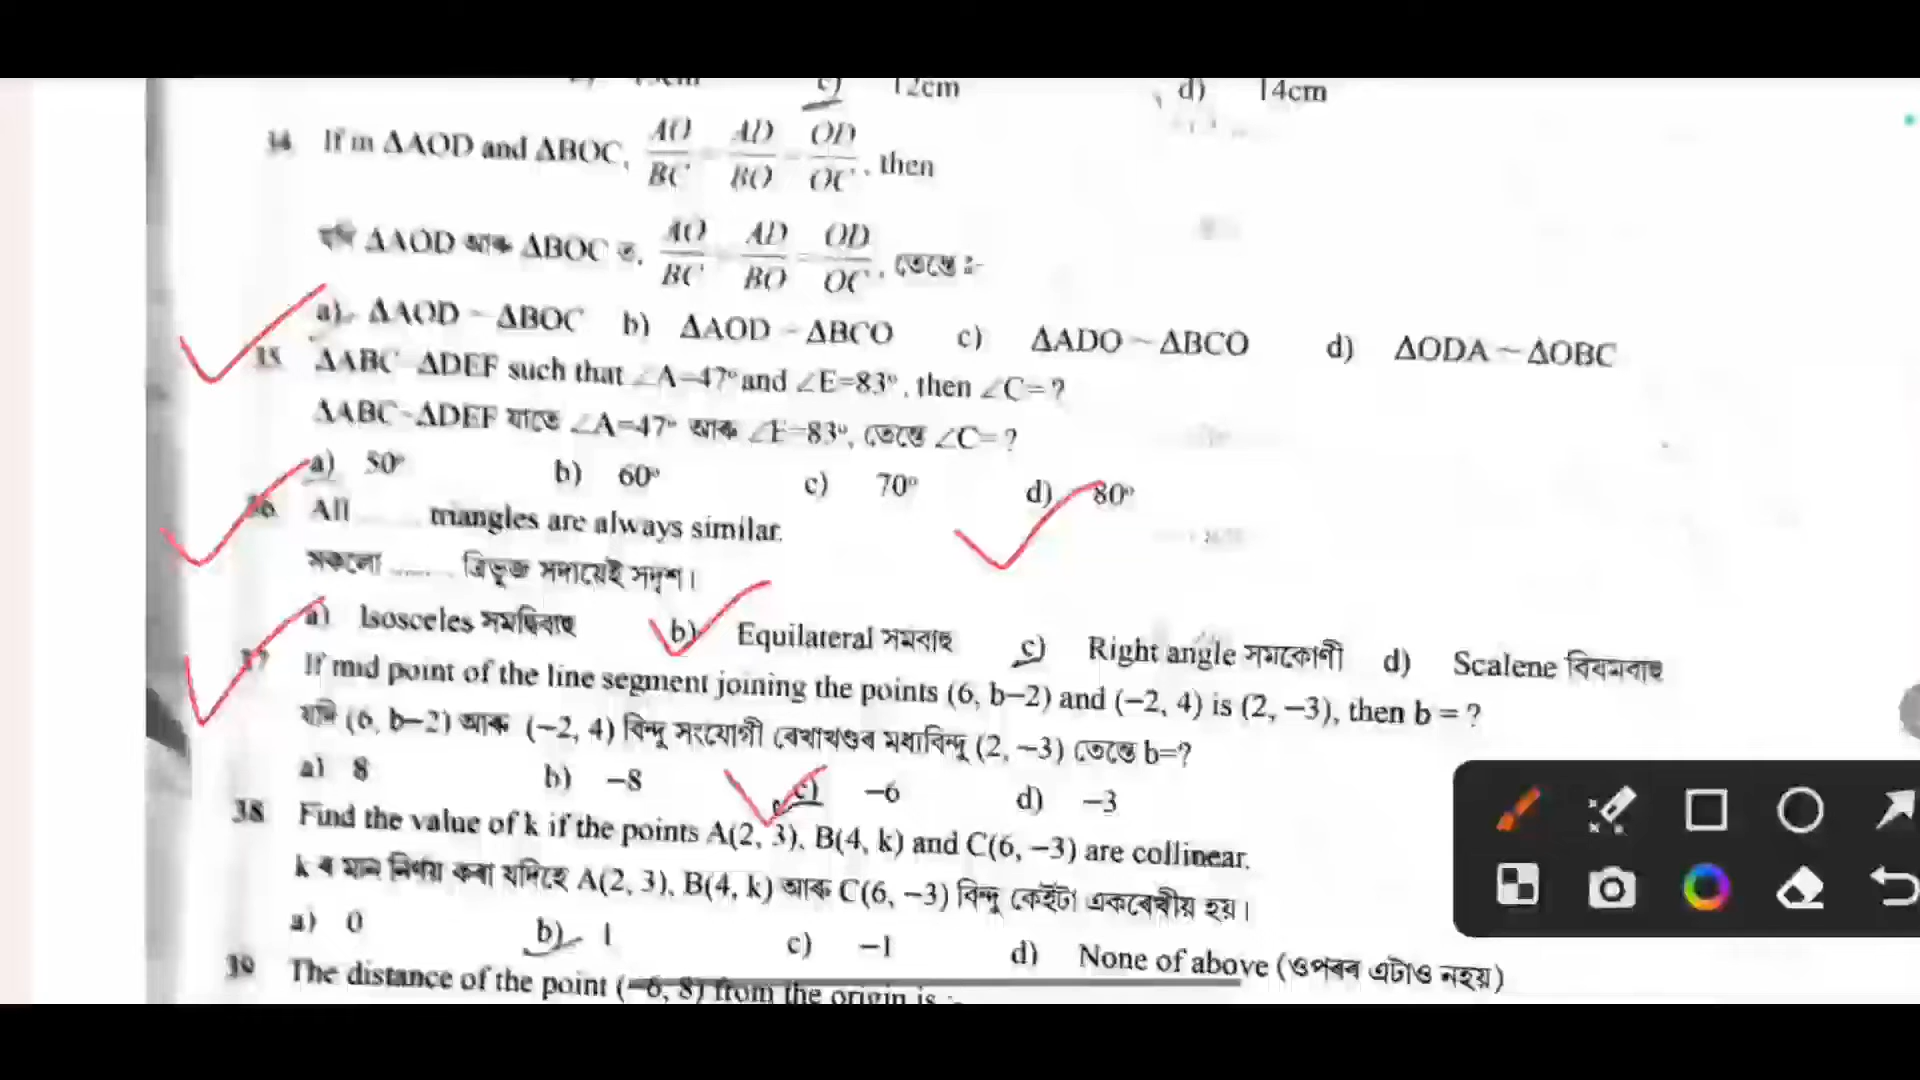 c) 12cm d) 14cm
34 If in ΔAOD and ΔBOC, AO/BC = AD/BO = OD/OC, then
যদি ΔAOD আৰু ΔBOC ত, AO/BC = AD/BO = OD/OC, তেন্তে :-
a) ΔAOD ~ ΔBOC b) ΔAOD ~ ΔBCO c) ΔADO ~ ΔBCO d) ΔODA ~ ΔOBC
35 ΔABC~ΔDEF such that ∠A=47° and ∠E=83°, then ∠C= ?
ΔABC~ΔDEF যাতে ∠A=47° আৰু ∠E=83°, তেন্তে ∠C= ?
a) 50° b) 60° c) 70° d) 80°
36 All ........ triangles are always similar.
সকলো ........ ত্ৰিভুজ সদায়েই সদৃশ।
a) Isosceles সমদ্বিবাহু b) Equilateral সমবাহু c) Right angle সমকোণী d) Scalene বিষমবাহু
37 If mid point of the line segment joining the points (6, b−2) and (−2, 4) is (2, −3), then b = ?
যদি (6, b−2) আৰু (−2, 4) বিন্দু সংযোগী ৰেখাখণ্ডৰ মধ্যবিন্দু (2, −3) তেন্তে b=?
a) 8 b) −8 c) −6 d) −3
38 Find the value of k if the points A(2, 3), B(4, k) and C(6, −3) are collinear.
k ৰ মান নিৰ্ণয় কৰা যদিহে A(2, 3), B(4, k) আৰু C(6, −3) বিন্দু কেইটা একৰেখীয় হয়।
a) 0 b) 1 c) −1 d) None of above (ওপৰৰ এটাও নহয়)
39 The distance of the point (−6, 8) from the origin is :-